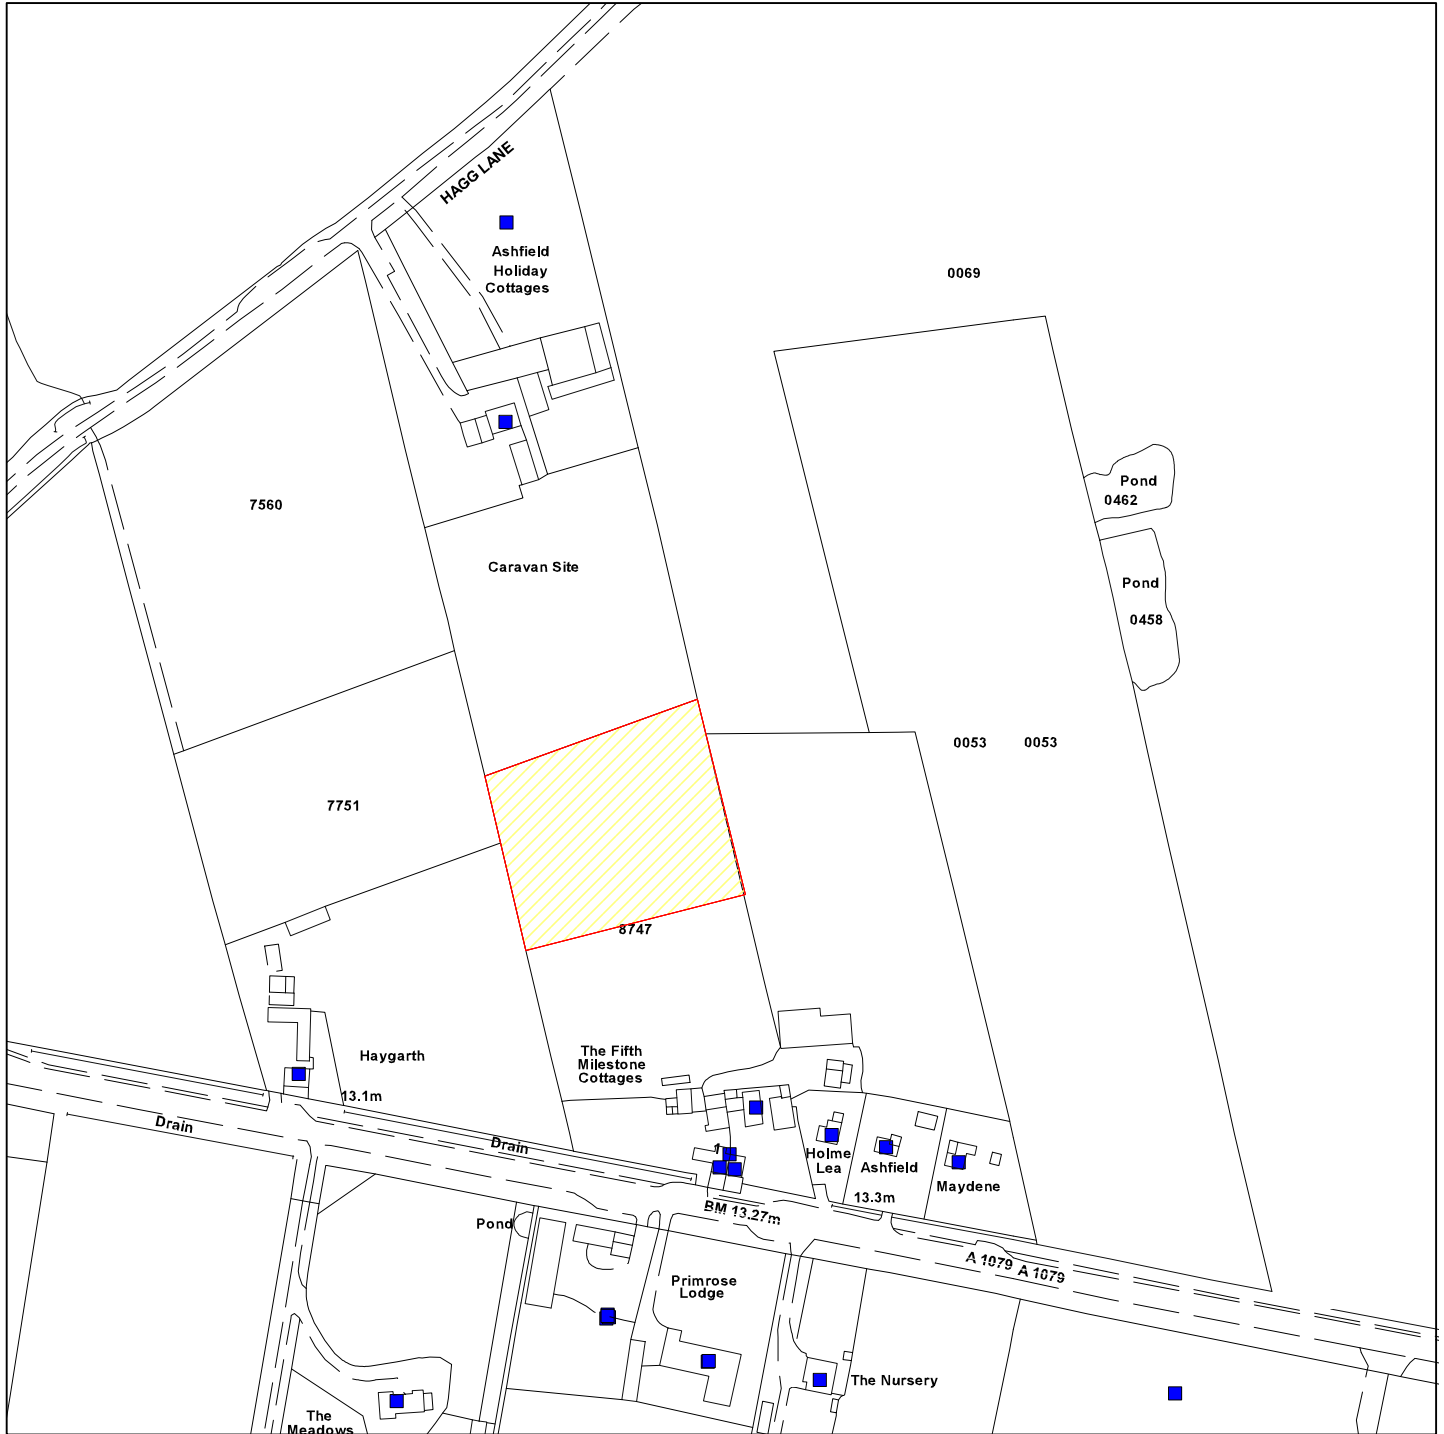 HAGG LANE
Ashfield
Holiday
Cottages
0069
Pond
0462
7560
Caravan Site
Pond
0458
0053 0053
7751
8747
Haygarth
The Fifth
Milestone
Cottages
13.1m
Drain
Drain
1
Holme
Lea
Ashfield
Maydene
13.3m
BM 13.27m
Pond
A 1079 A 1079
Primrose
Lodge
The Nursery
The
Meadows